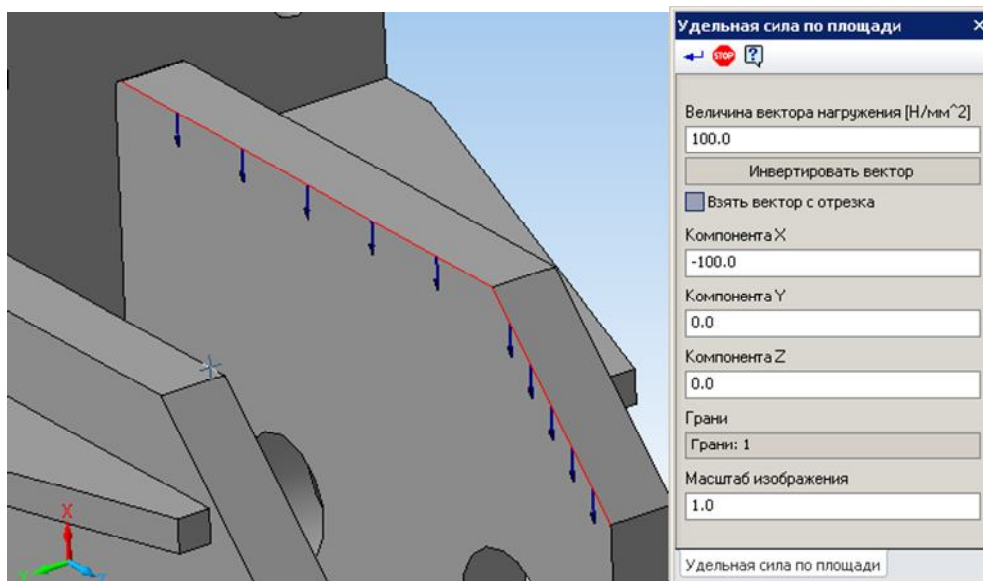 Удельная сила по площади
STOP
Величина вектора нагружения [Н/мм^2]
100.0
Инвертировать вектор
Взять вектор с отрезка
Компонента X
-100.0
Компонента Y
0.0
Компонента Z
0.0
Грани
Грани: 1
Масштаб изображения
1.0
Удельная сила по площади
X
Y
Z